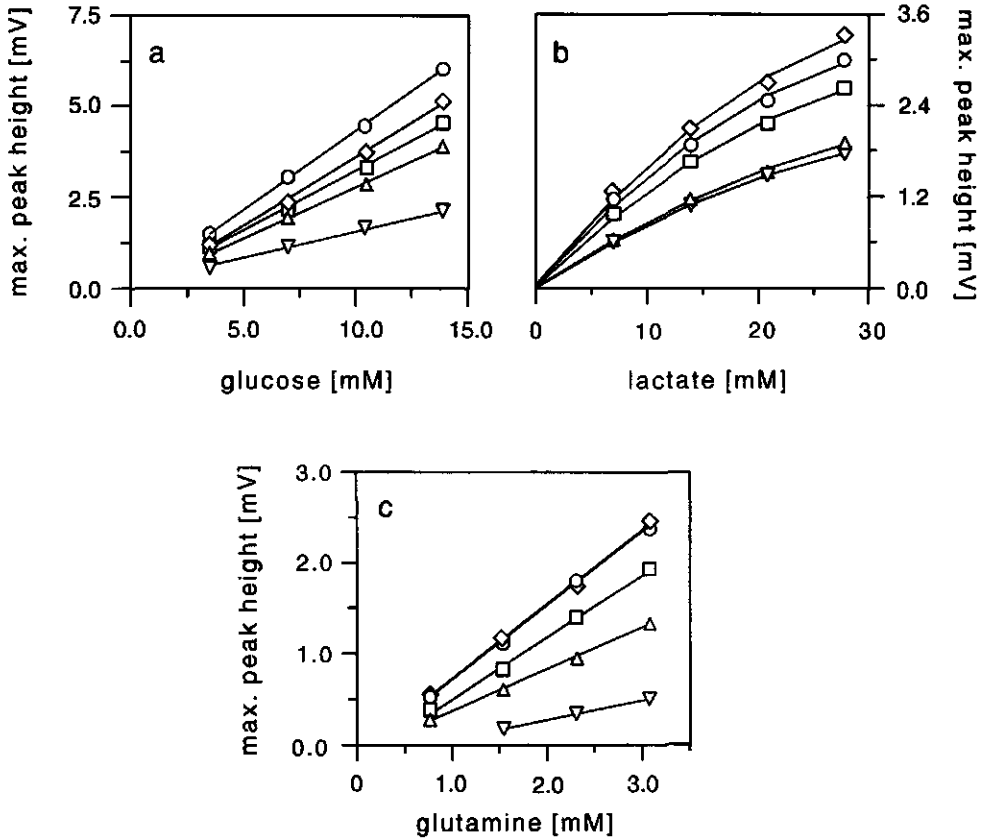 a
max. peak height [mV]
7.5
5.0
2.5
0.0
0.0
5.0
10.0
15.0
glucose [mM]
b
3.6
2.4
1.2
0.0
max. peak height [mV]
0
10
20
30
lactate [mM]
c
max. peak height [mV]
3.0
2.0
1.0
0.0
0
1.0
2.0
3.0
glutamine [mM]